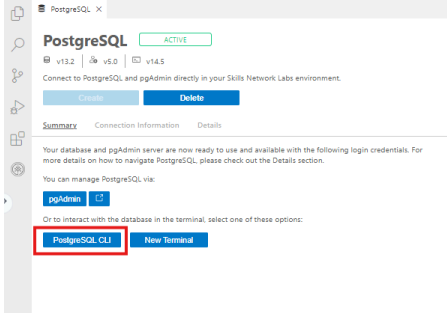 PostgreSQL
PostgreSQL ACTIVE
v13.2 v5.0 v14.5
Connect to PostgreSQL and pgAdmin directly in your Skills Network Labs environment.
Create Delete
Summary Connection Information Details
Your database and pgAdmin server are now ready to use and available with the following login credentials. For
more details on how to navigate PostgreSQL, please check out the Details section.
You can manage PostgreSQL via:
pgAdmin
Or to interact with the database in the terminal, select one of these options:
PostgreSQL CLI New Terminal